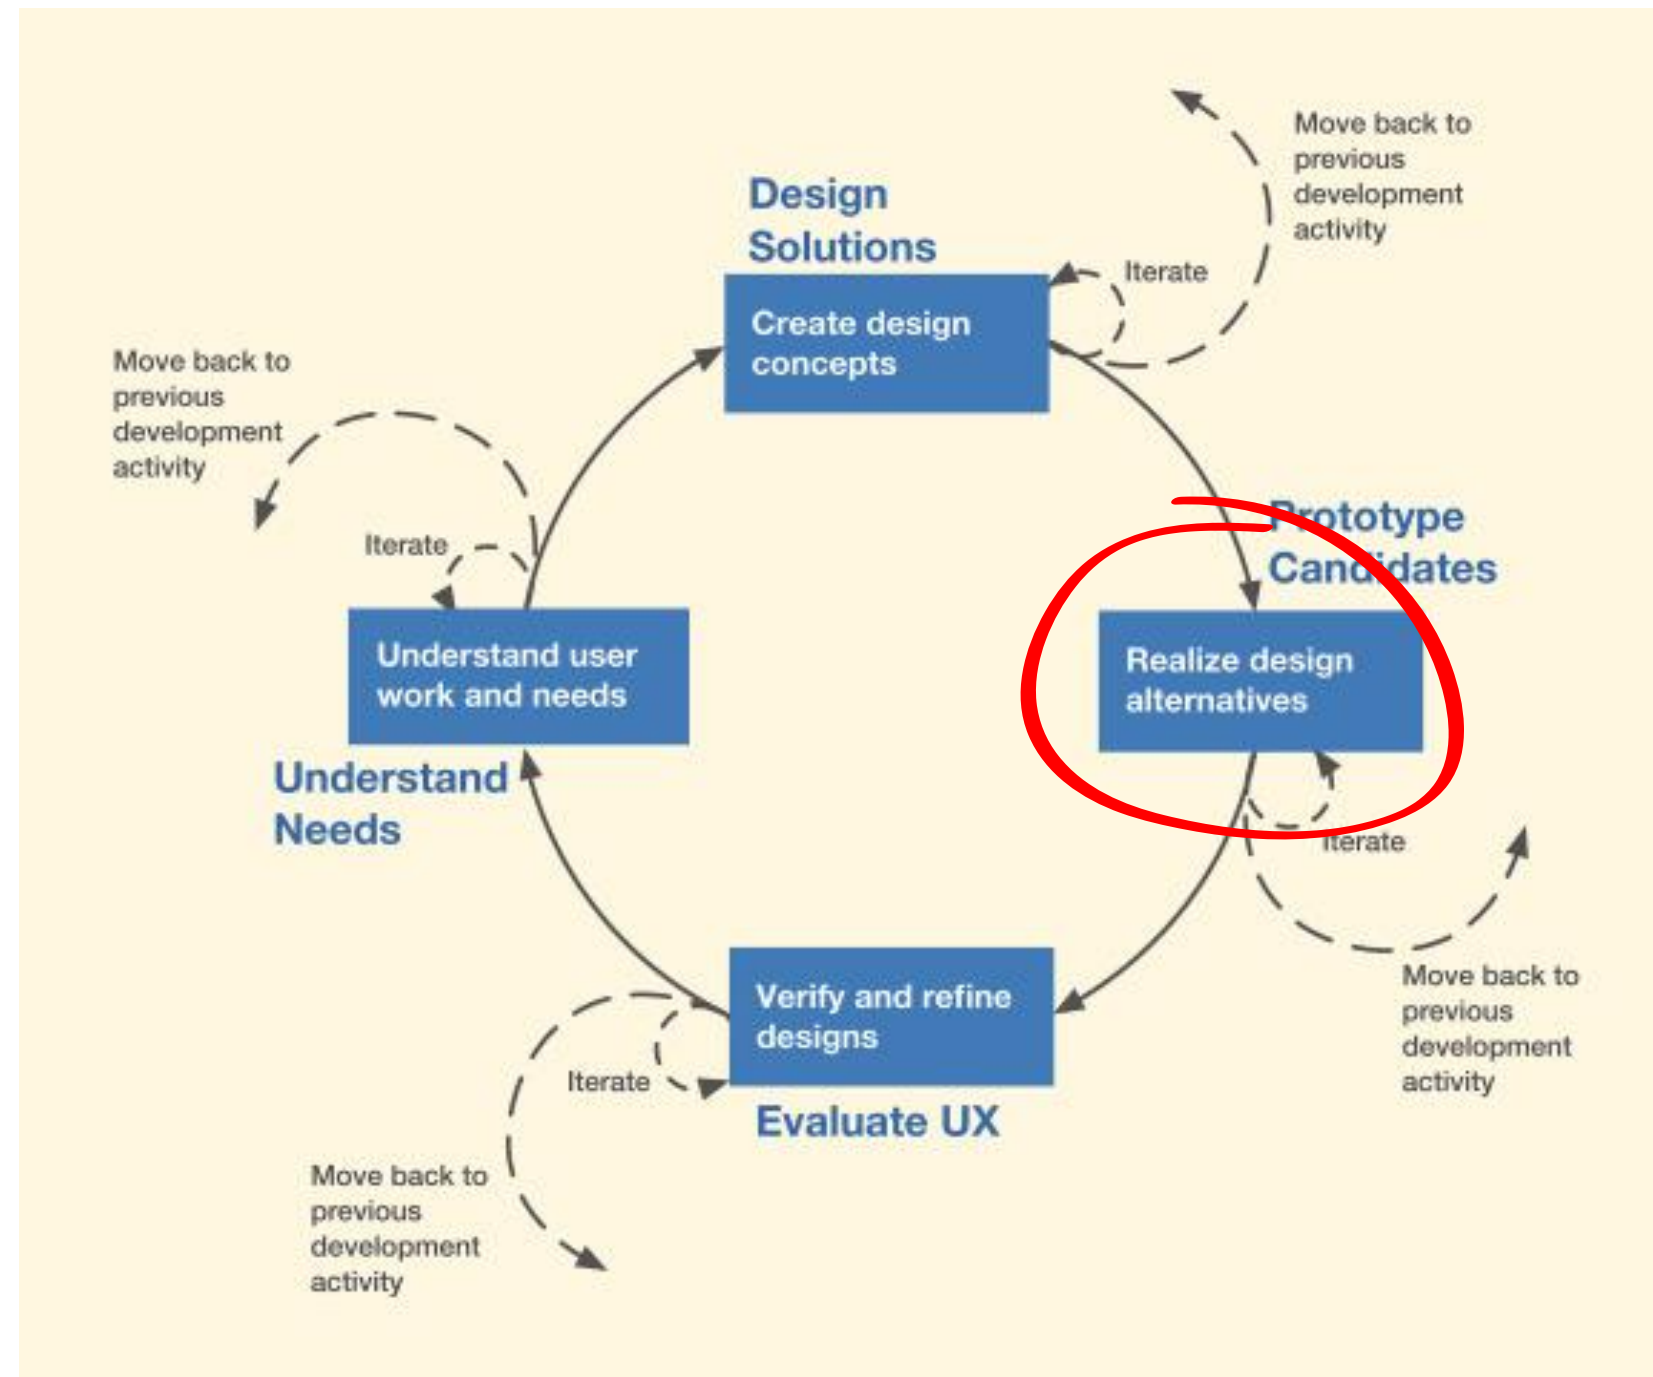 Move back to
previous
development
activity
Design
Solutions
Iterate
Create design
concepts
Move back to
previous
development
activity
Iterate
Prototype
Candidates
Understand user
work and needs
Realize design
alternatives
Understand
Needs
Iterate
Verify and refine
designs
Move back to
previous
development
activity
Iterate
Evaluate UX
Move back to
previous
development
activity